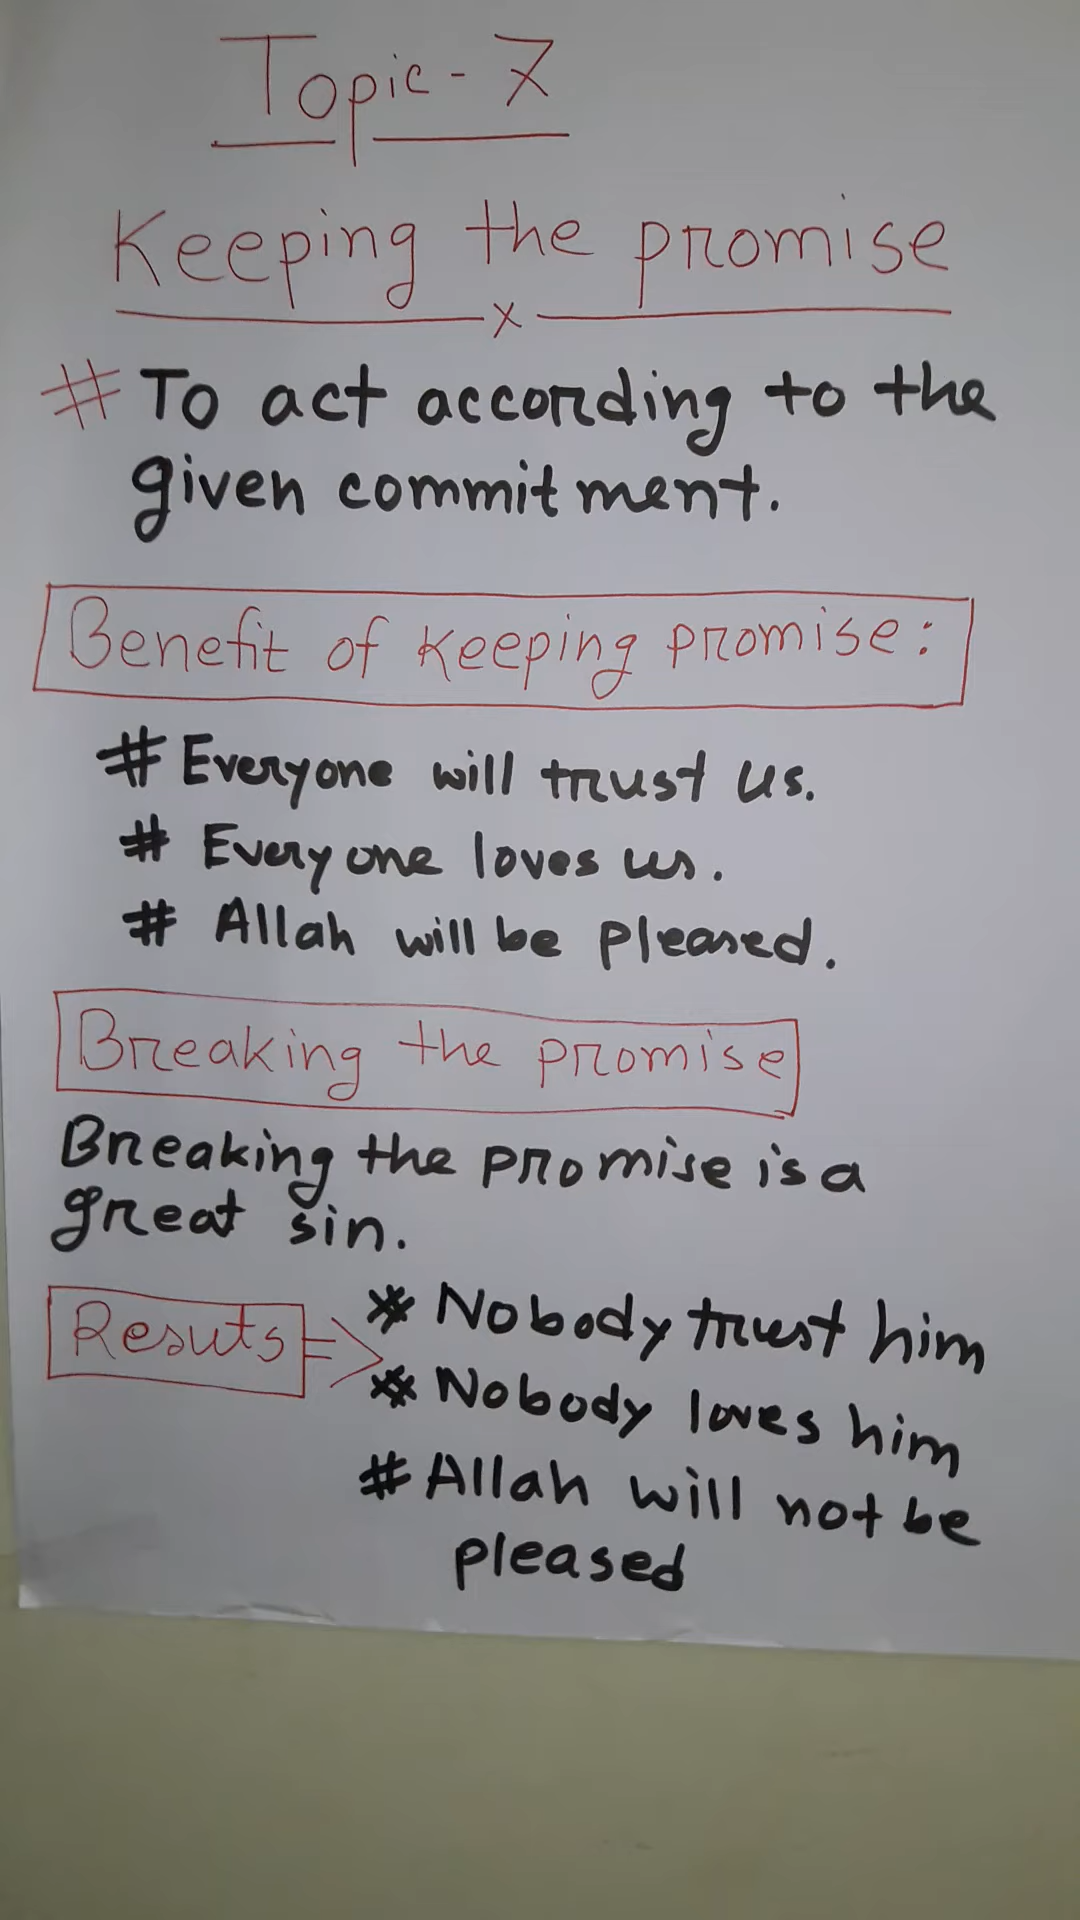 Topic - 7
Keeping the promise
x
# To act according to the
given commitment.
Benefit of keeping promise:
# Everyone will trust us.
# Everyone loves us.
# Allah will be pleased.
Breaking the promise
Breaking the promise is a
great sin.
Resuts => * Nobody trust him
* Nobody loves him
# Allah will not be
pleased